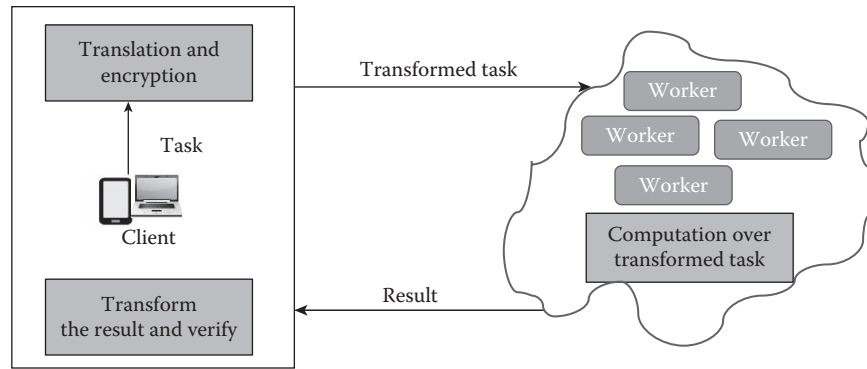 Translation and
encryption
Task
Client
Transform
the result and verify
Transformed task
Result
Worker
Worker
Worker
Worker
Computation over
transformed task